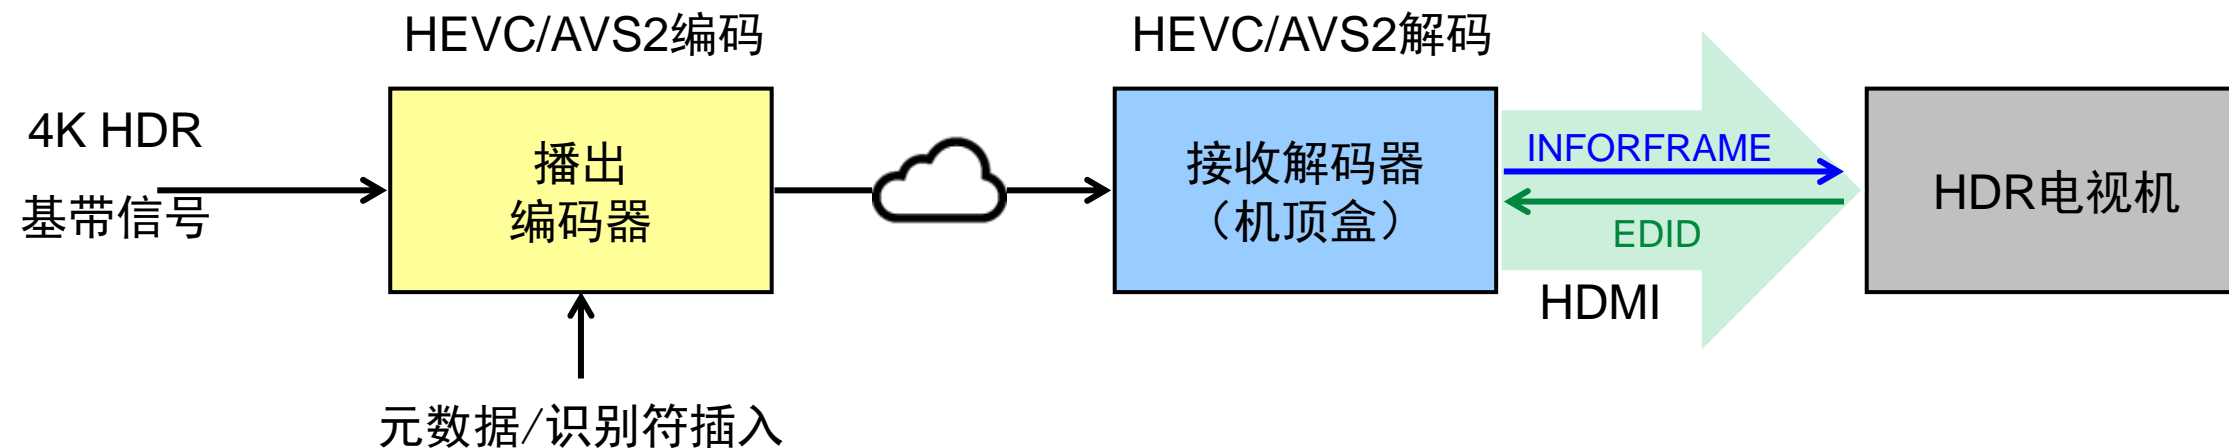 HEVC/AVS2编码
HEVC/AVS2解码
4K HDR
基带信号
播出
编码器
接收解码器
（机顶盒）
INFORFRAME
EDID
HDMI
HDR电视机
元数据/识别符插入